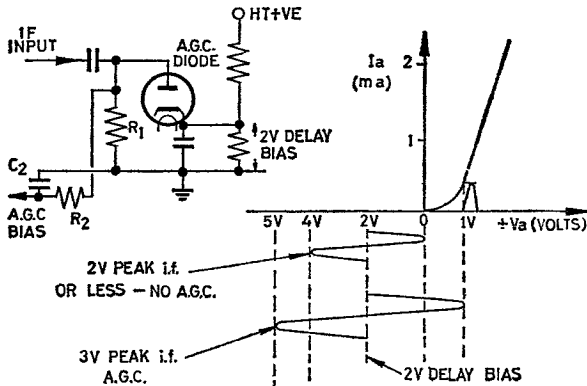 IF
INPUT
A.G.C.
DIODE
HT+VE
R1
2V DELAY
BIAS
C2
R2
A.G.C
BIAS
Ia
(ma)
2
1
5V 4V 2V 0 1V ±Va (VOLTS)
2V PEAK i.f.
OR LESS – NO A.G.C.
3V PEAK i.f.
A.G.C.
2V DELAY BIAS